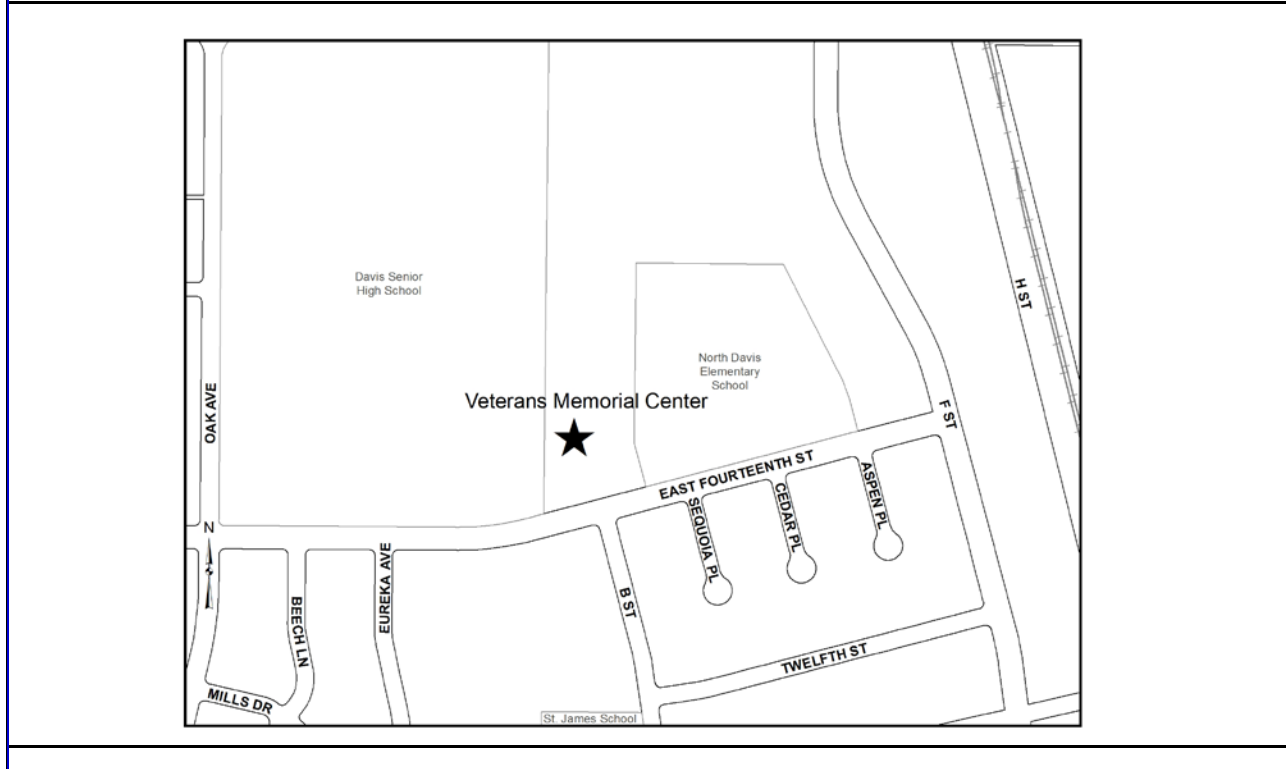 Davis Senior
High School
North Davis
Elementary
School
Veterans Memorial Center
OAK AVE
H ST
F ST
EAST FOURTEENTH ST
SEQUOIA PL
CEDAR PL
ASPEN PL
N
BEECH LN
EUREKA AVE
B ST
TWELFTH ST
MILLS DR
St. James School